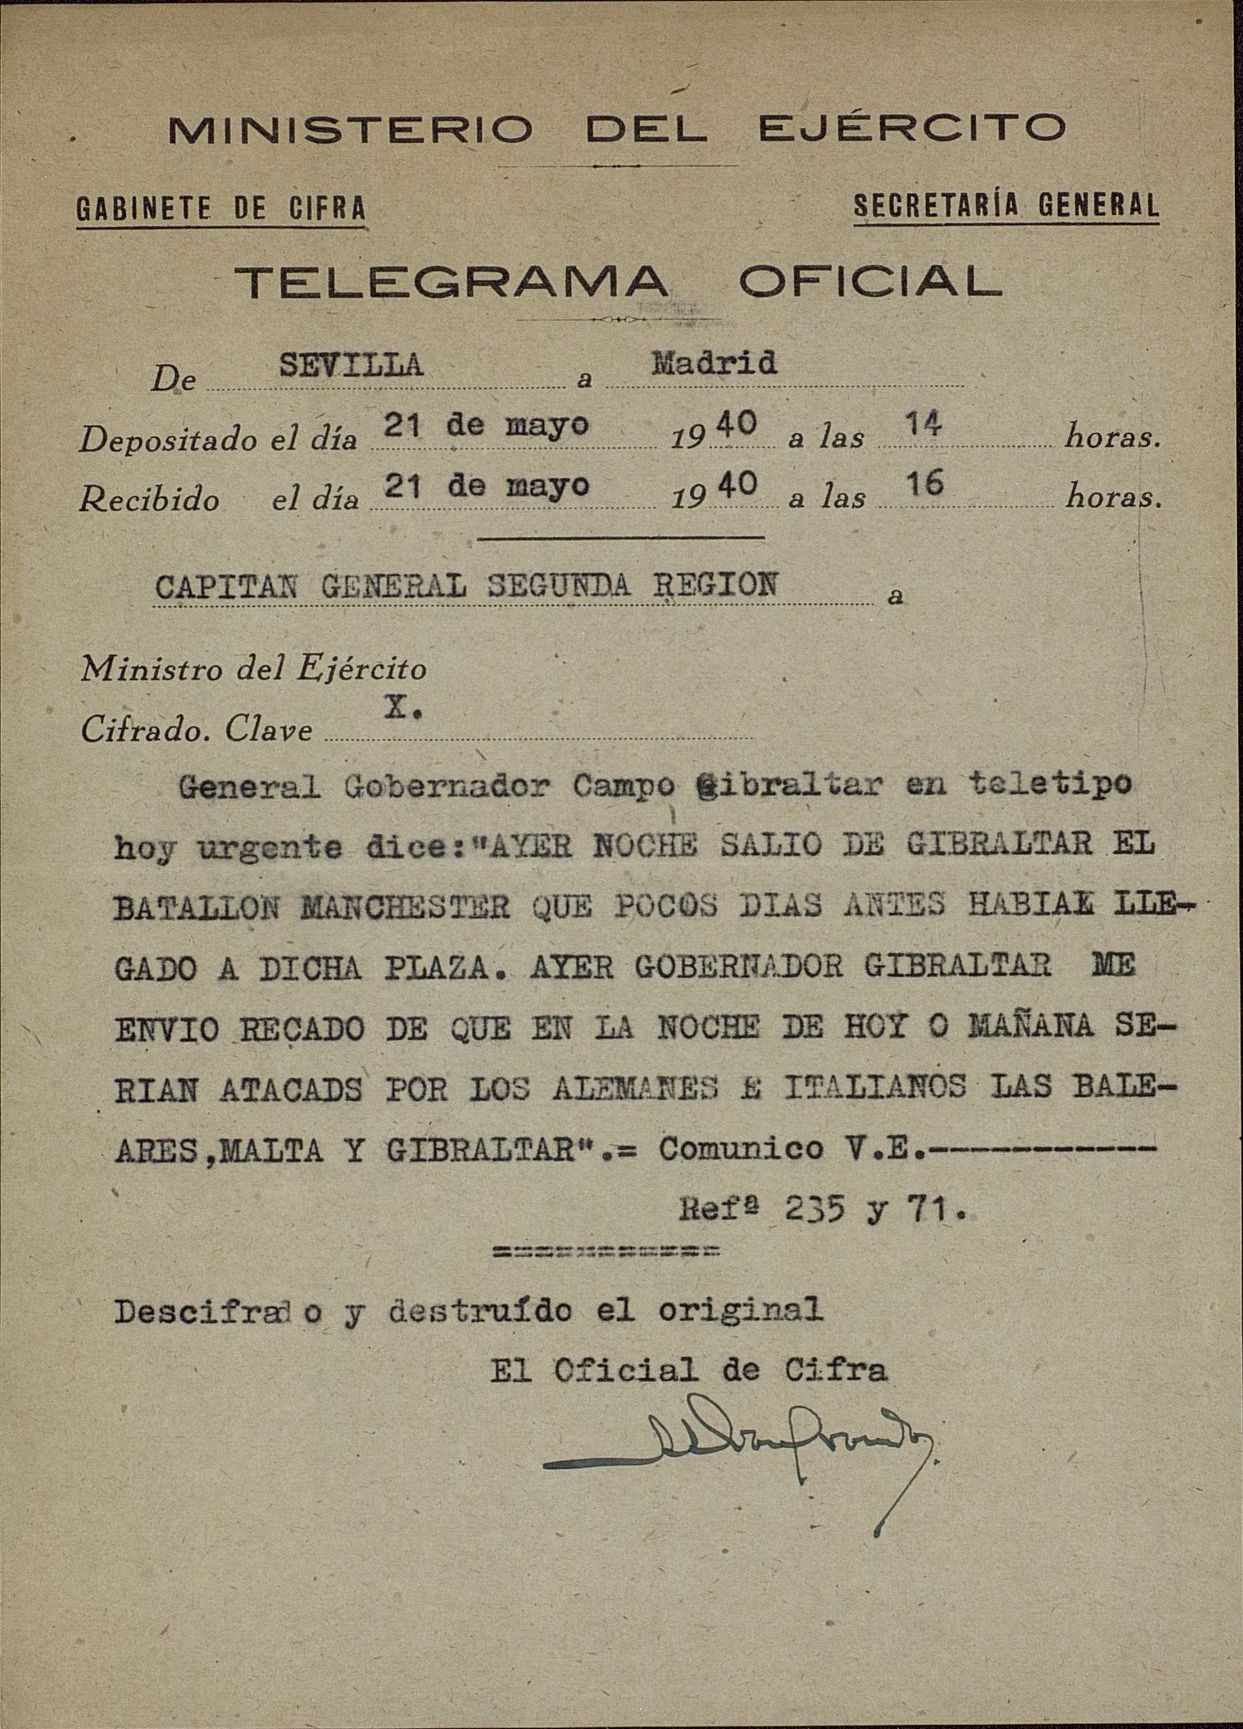 MINISTERIO DEL EJÉRCITO
GABINETE DE CIFRA SECRETARÍA GENERAL
TELEGRAMA OFICIAL
De SEVILLA a Madrid
Depositado el día 21 de mayo 1940 a las 14 horas.
Recibido el día 21 de mayo 1940 a las 16 horas.
CAPITAN GENERAL SEGUNDA REGION a
Ministro del Ejército
Cifrado. Clave X.
General Gobernador Campo Gibraltar en teletipo
hoy urgente dice:"AYER NOCHE SALIO DE GIBRALTAR EL
BATALLON MANCHESTER QUE POCOS DIAS ANTES HABIAE LLE-
GADO A DICHA PLAZA. AYER GOBERNADOR GIBRALTAR ME
ENVIO RECADO DE QUE EN LA NOCHE DE HOY O MAÑANA SE-
RIAN ATACADS POR LOS ALEMANES E ITALIANOS LAS BALE-
ARES,MALTA Y GIBRALTAR".= Comunico V.E.-----------
Refª 235 y 71.
===========
Descifrado y destruído el original
El Oficial de Cifra